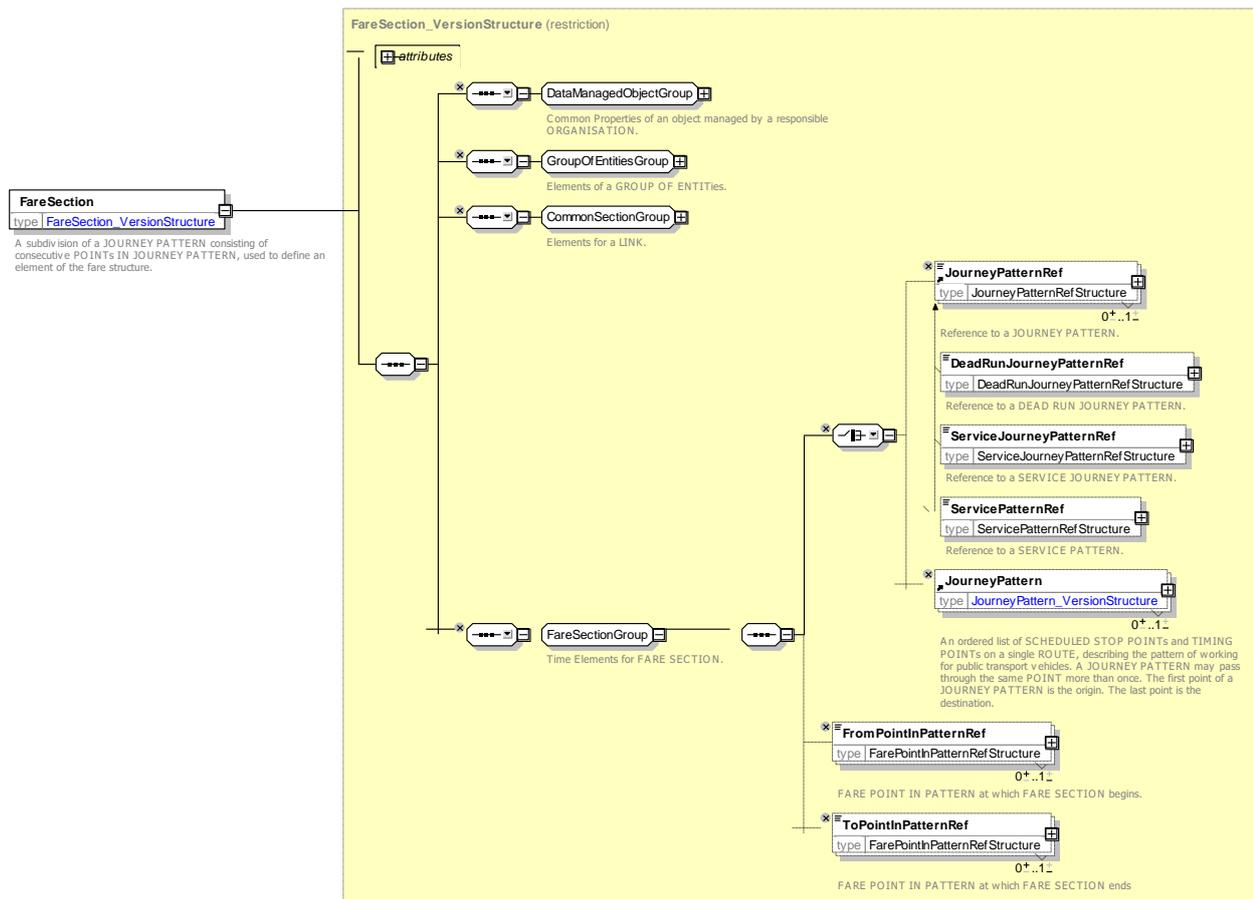 FareSection_VersionStructure (restriction)
attributes
DataManagedObjectGroup
Common Properties of an object managed by a responsible
ORGANISATION.
GroupOfEntitiesGroup
Elements of a GROUP OF ENTITies.
FareSection
type FareSection_VersionStructure
A subdivision of a JOURNEY PATTERN consisting of
consecutive POINTs IN JOURNEY PATTERN, used to define an
element of the fare structure.
CommonSectionGroup
Elements for a LINK.
JourneyPatternRef
type JourneyPatternRefStructure
0..1
Reference to a JOURNEY PATTERN.
DeadRunJourneyPatternRef
type DeadRunJourneyPatternRefStructure
Reference to a DEAD RUN JOURNEY PATTERN.
ServiceJourneyPatternRef
type ServiceJourneyPatternRefStructure
Reference to a SERVICE JOURNEY PATTERN.
ServicePatternRef
type ServicePatternRefStructure
Reference to a SERVICE PATTERN.
JourneyPattern
type JourneyPattern_VersionStructure
0..1
An ordered list of SCHEDULED STOP POINTs and TIMING
POINTs on a single ROUTE, describing the pattern of working
for public transport vehicles. A JOURNEY PATTERN may pass
through the same POINT more than once. The first point of a
JOURNEY PATTERN is the origin. The last point is the
destination.
FareSectionGroup
Time Elements for FARE SECTION.
FromPointInPatternRef
type FarePointInPatternRefStructure
0..1
FARE POINT IN PATTERN at which FARE SECTION begins.
ToPointInPatternRef
type FarePointInPatternRefStructure
0..1
FARE POINT IN PATTERN at which FARE SECTION ends